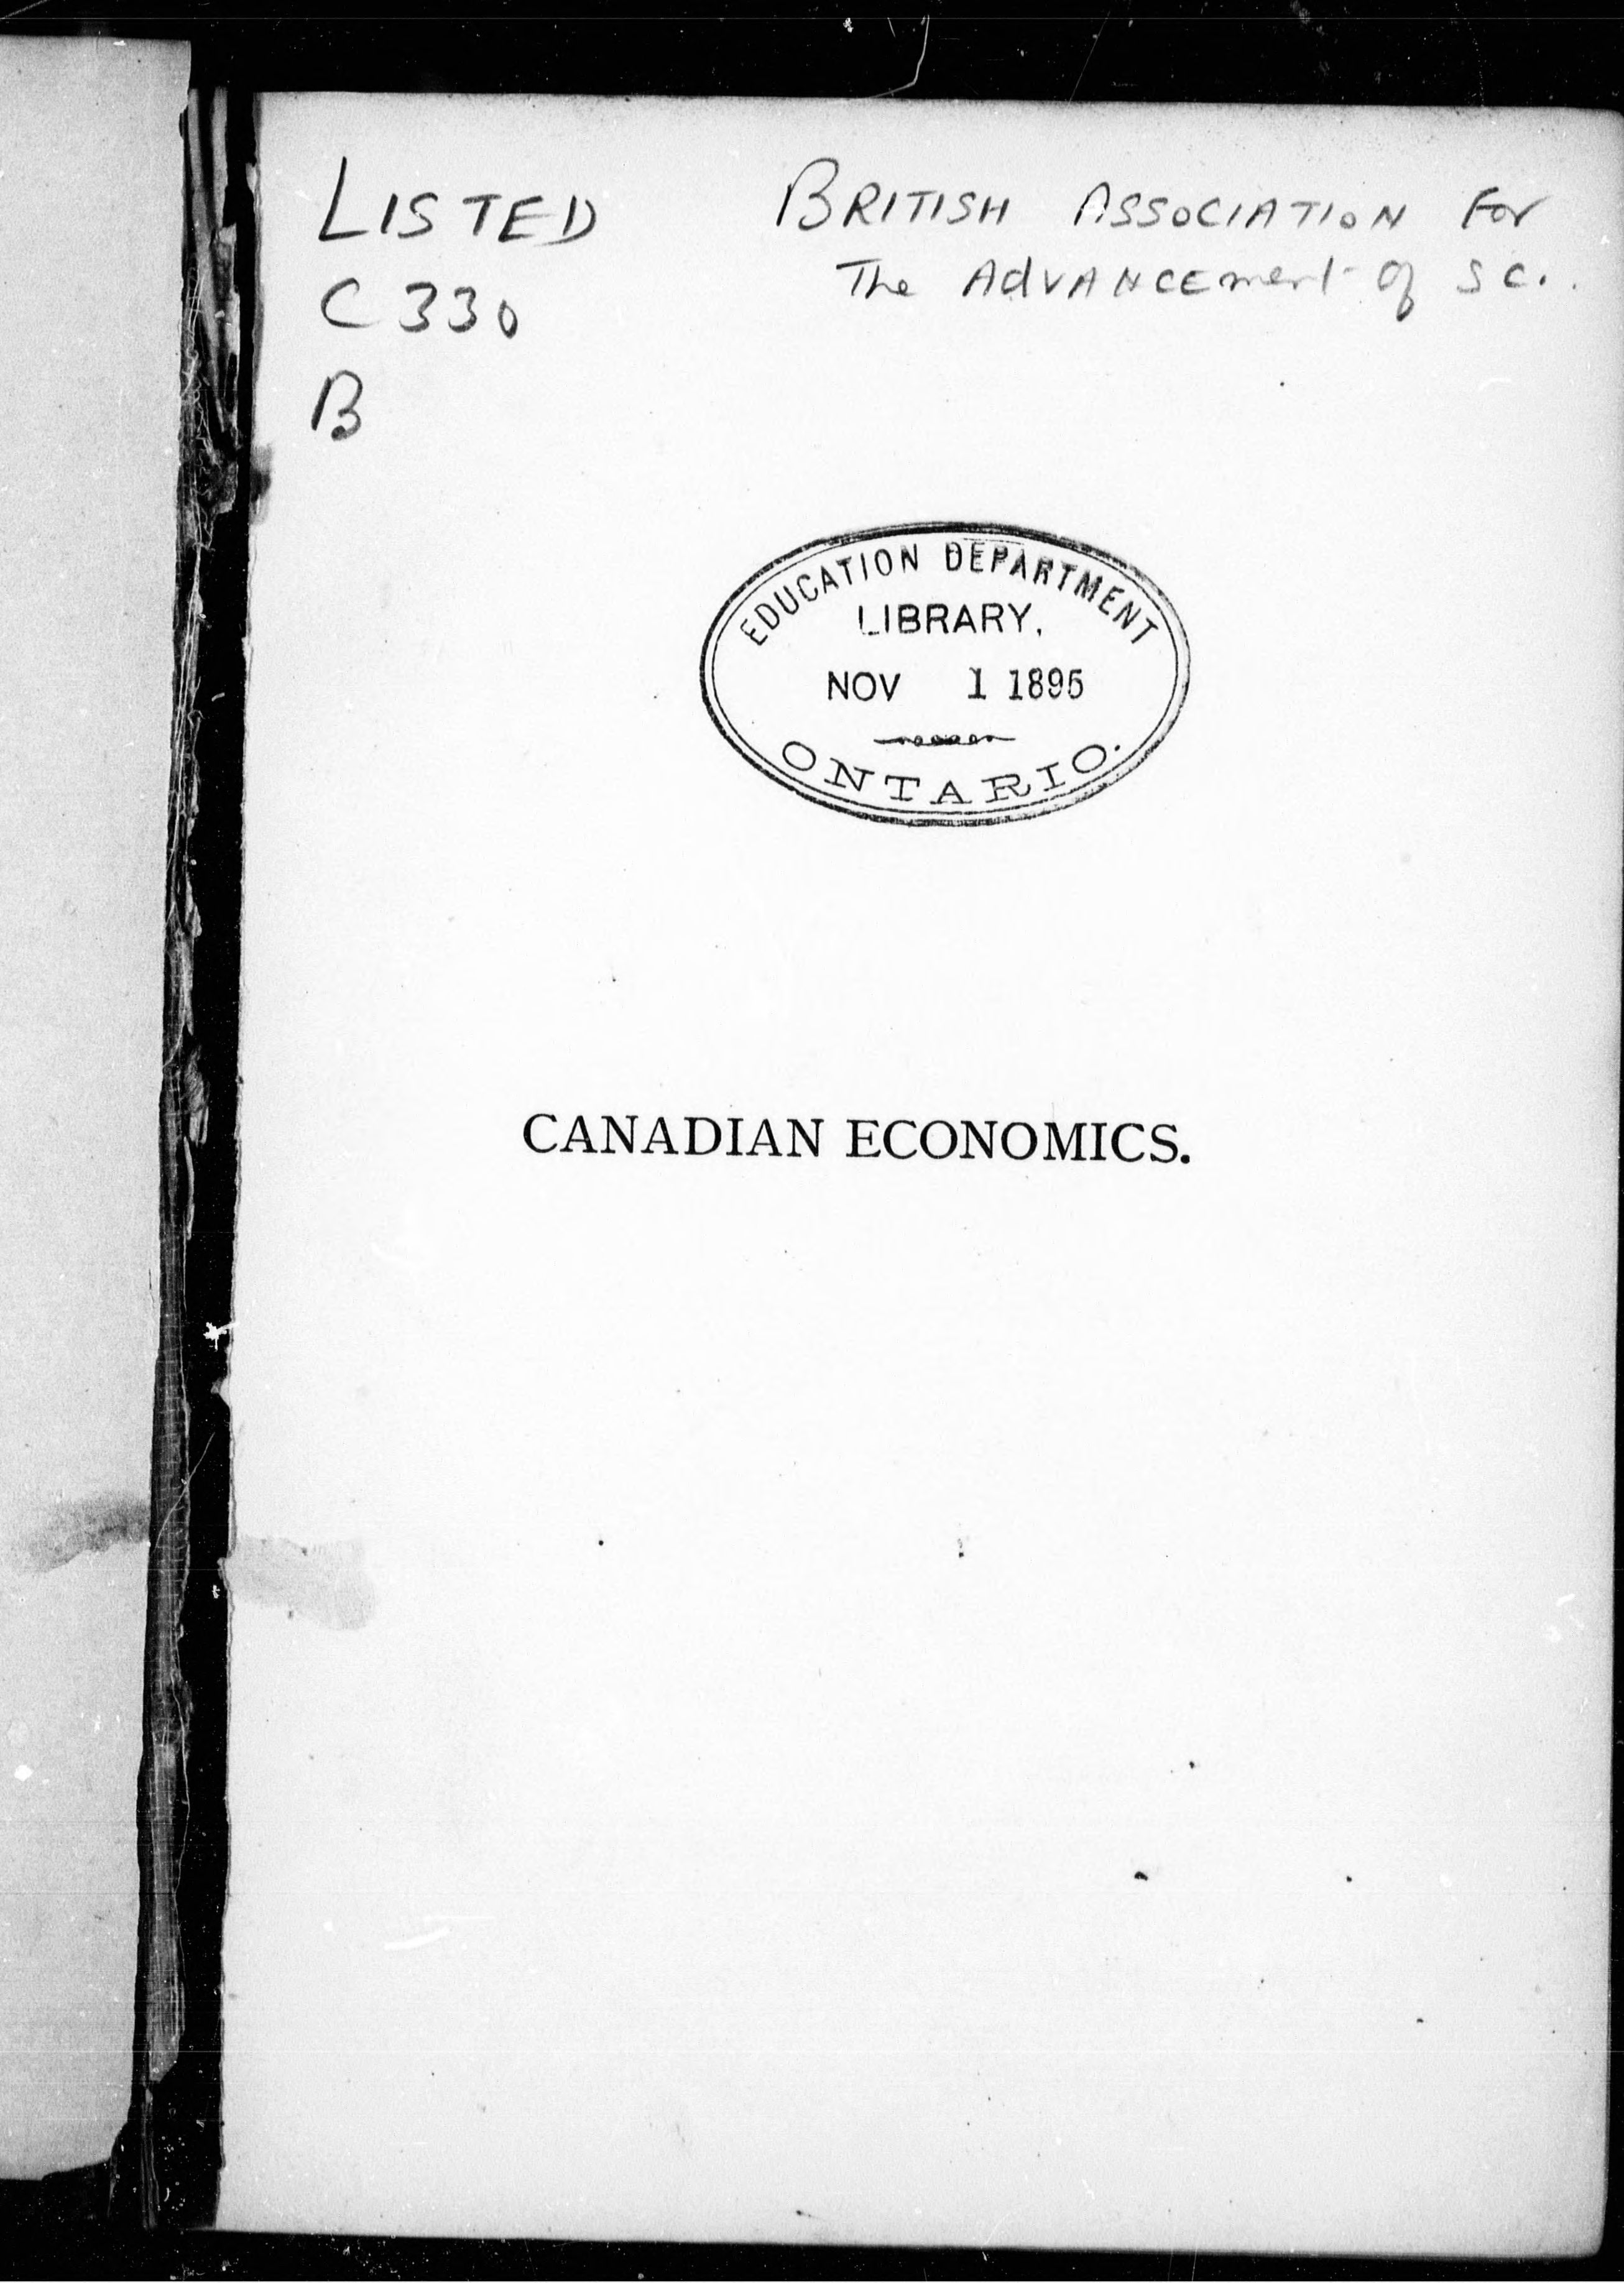 LISTED
C 330
B
BRITISH ASSOCIATION For
The AdVANCEment of SC.
EDUCATION DEPARTMENT
LIBRARY,
NOV 1 1895
ONTARIO.
CANADIAN ECONOMICS.